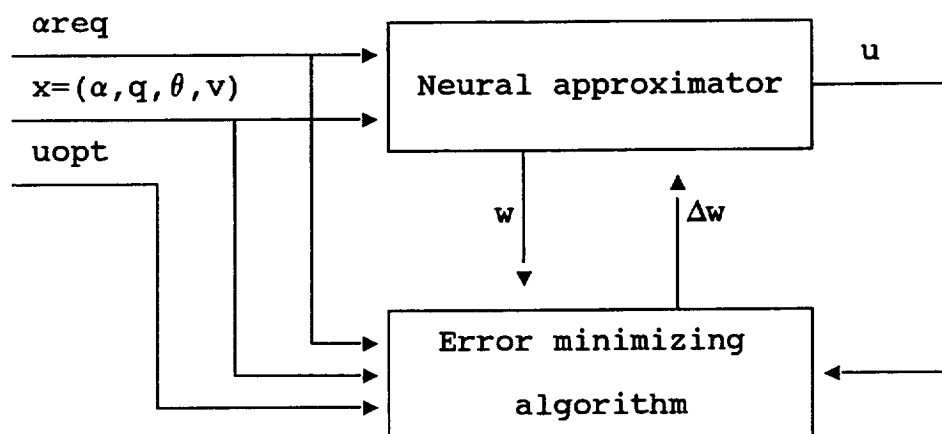 αreq
x=(α,q,θ,v)
uopt
Neural approximator
u
w
Δw
Error minimizing
algorithm